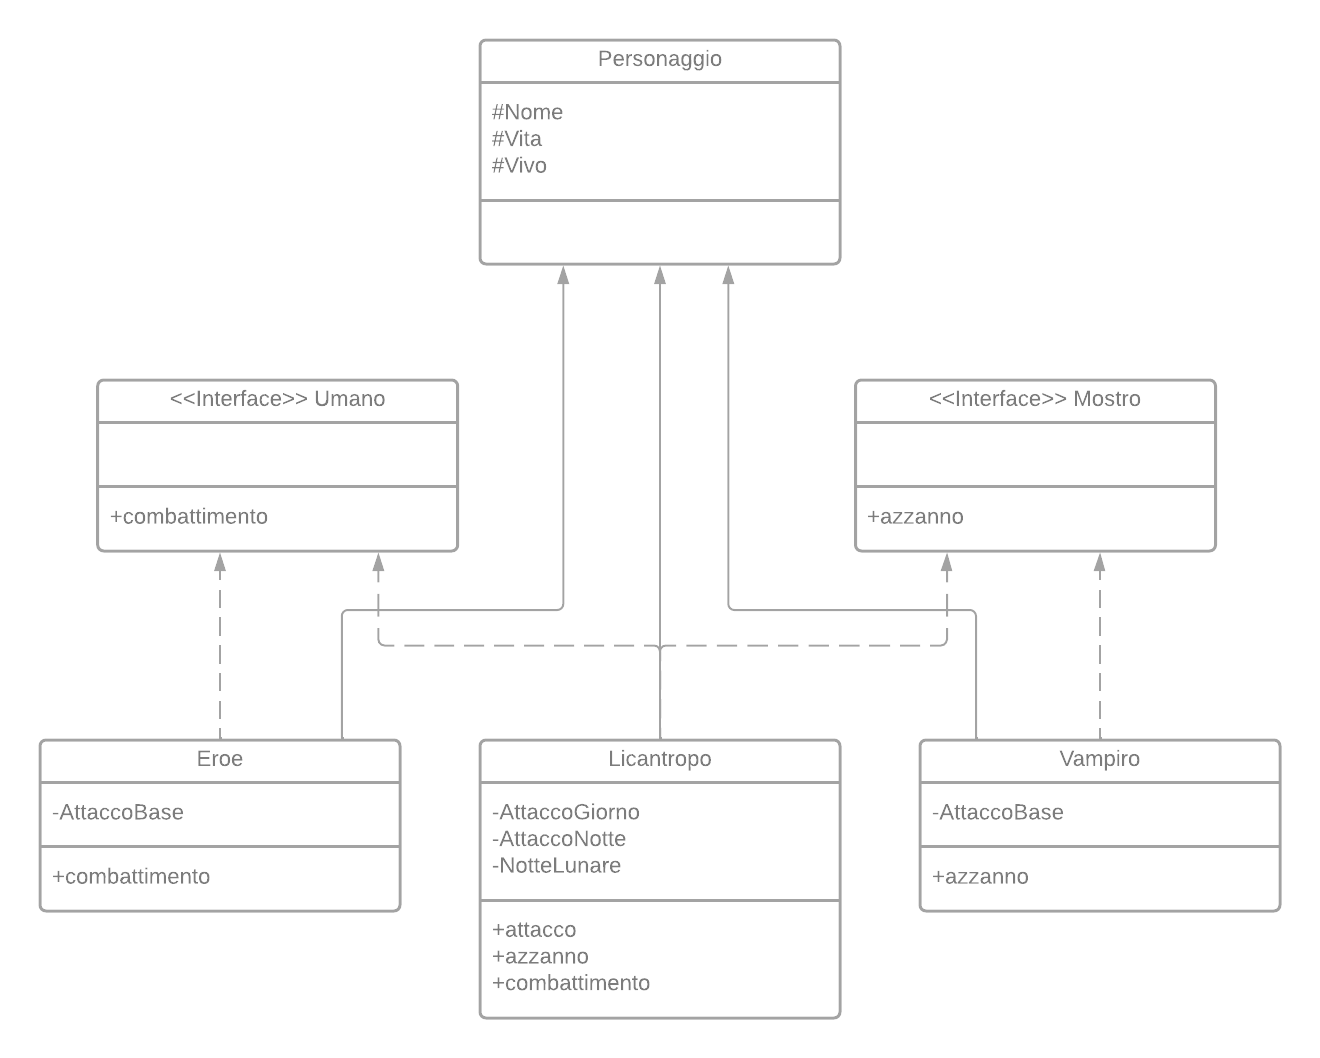 Personaggio
#Nome
#Vita
#Vivo
<<Interface>> Umano
+combattimento
<<Interface>> Mostro
+azzanno
Eroe
-AttaccoBase
+combattimento
Licantropo
-AttaccoGiorno
-AttaccoNotte
-NotteLunare
+attacco
+azzanno
+combattimento
Vampiro
-AttaccoBase
+azzanno